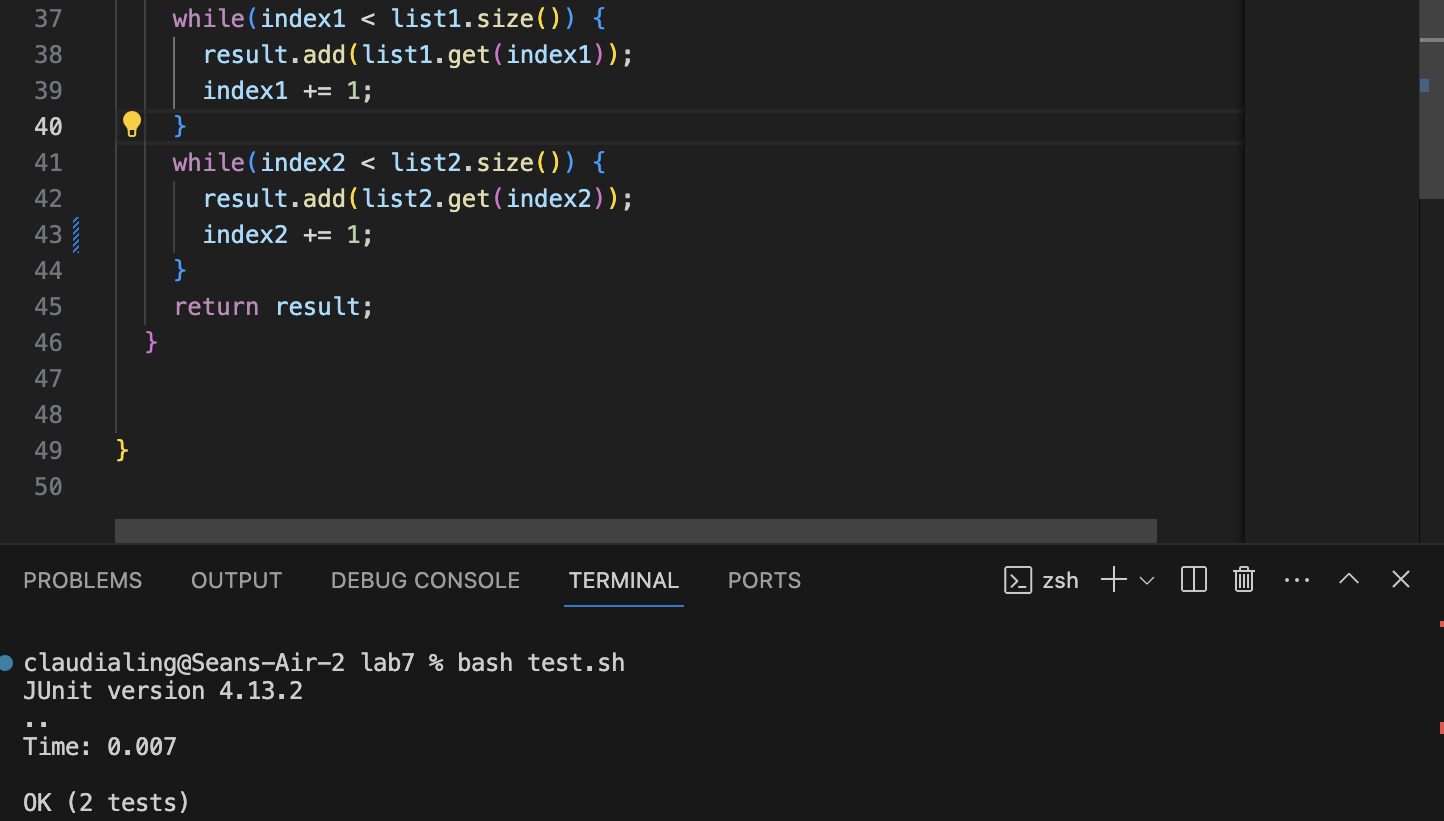 37 while(index1 < list1.size()) {
38 result.add(list1.get(index1));
39 index1 += 1;
40 }
41 while(index2 < list2.size()) {
42 result.add(list2.get(index2));
43 index2 += 1;
44 }
45 return result;
46 }
47
48
49 }
50
PROBLEMS OUTPUT DEBUG CONSOLE TERMINAL PORTS zsh
claudialing@Seans-Air-2 lab7 % bash test.sh
JUnit version 4.13.2
..
Time: 0.007
OK (2 tests)